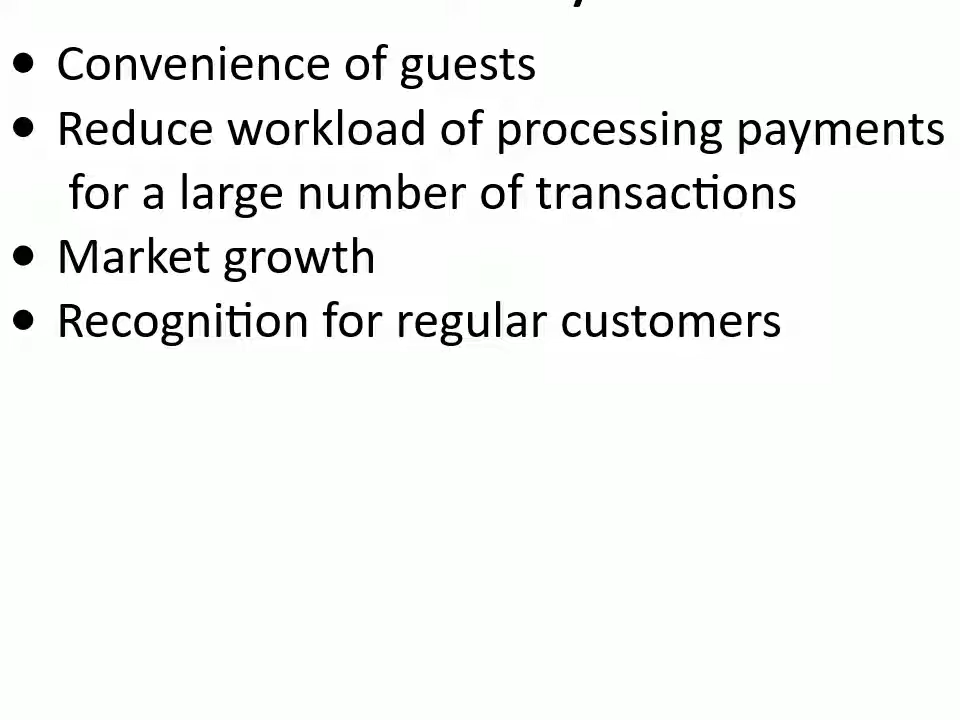 • Convenience of guests
• Reduce workload of processing payments
for a large number of transactions
• Market growth
• Recognition for regular customers